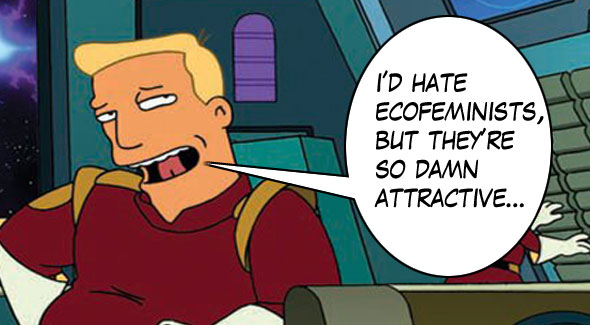 I'D HATE
ECOFEMINISTS,
BUT THEY'RE
SO DAMN
ATTRACTIVE...